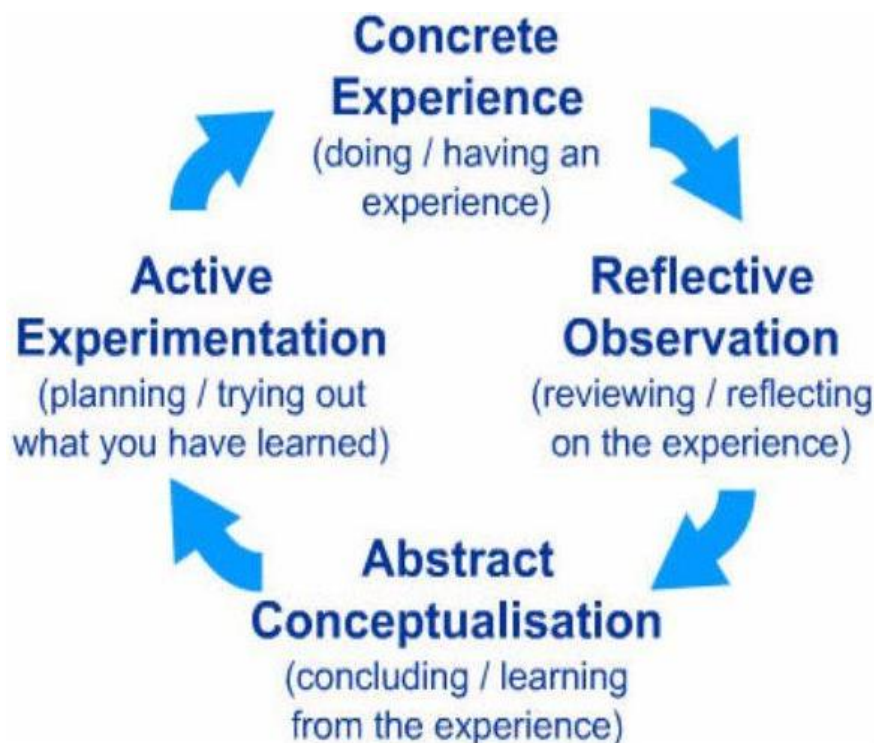 Concrete
Experience
(doing / having an
experience)
Reflective
Observation
(reviewing / reflecting
on the experience)
Abstract
Conceptualisation
(concluding / learning
from the experience)
Active
Experimentation
(planning / trying out
what you have learned)